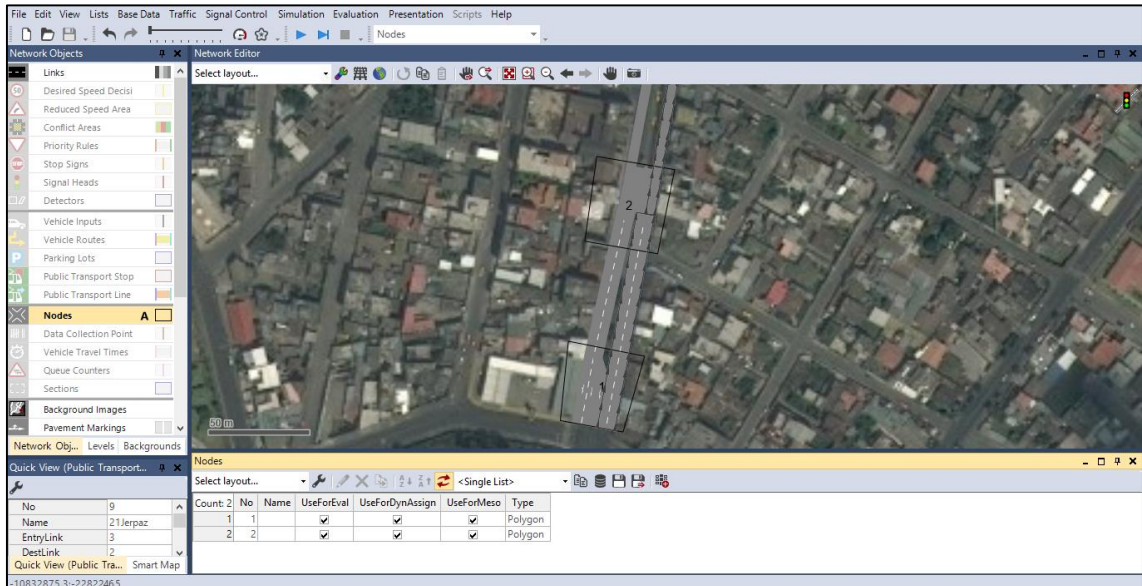 File Edit View Lists Base Data Traffic Signal Control Simulation Evaluation Presentation Scripts Help
Nodes
Network Objects
Network Editor
Links
Select layout...
50 Desired Speed Decisi
Reduced Speed Area
Conflict Areas
Priority Rules
Stop Signs
Signal Heads
Detectors
Vehicle Inputs
Vehicle Routes
P Parking Lots
Public Transport Stop
Public Transport Line
Nodes A
Data Collection Point
Vehicle Travel Times
Queue Counters
Sections
Background Images
Pavement Markings
2
1
50 m
Network Obj... Levels Backgrounds
Quick View (Public Transport...
No 9
Name 21Jerpaz
EntryLink 3
DestLink 2
Quick View (Public Tra... Smart Map
Nodes
Select layout... <Single List>
Count: 2 No Name UseForEval UseForDynAssign UseForMeso Type
1 1 Polygon
2 2 Polygon
-10832875.3:-2282246.5